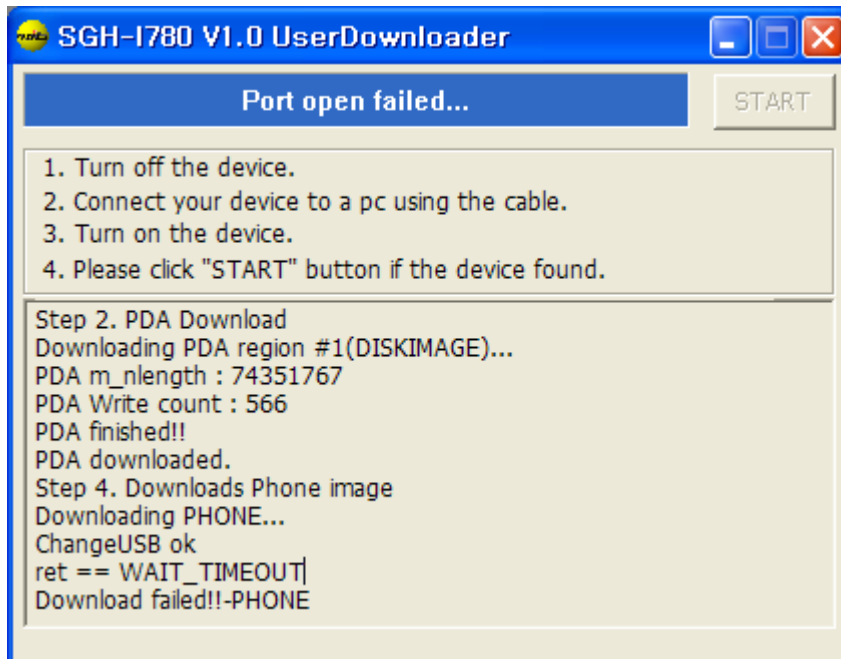 SGH-I780 V1.0 UserDownloader
Port open failed...
START
1. Turn off the device.
2. Connect your device to a pc using the cable.
3. Turn on the device.
4. Please click "START" button if the device found.
Step 2. PDA Download
Downloading PDA region #1(DISKIMAGE)...
PDA m_nlength : 74351767
PDA Write count : 566
PDA finished!!
PDA downloaded.
Step 4. Downloads Phone image
Downloading PHONE...
ChangeUSB ok
ret == WAIT_TIMEOUT
Download failed!!-PHONE